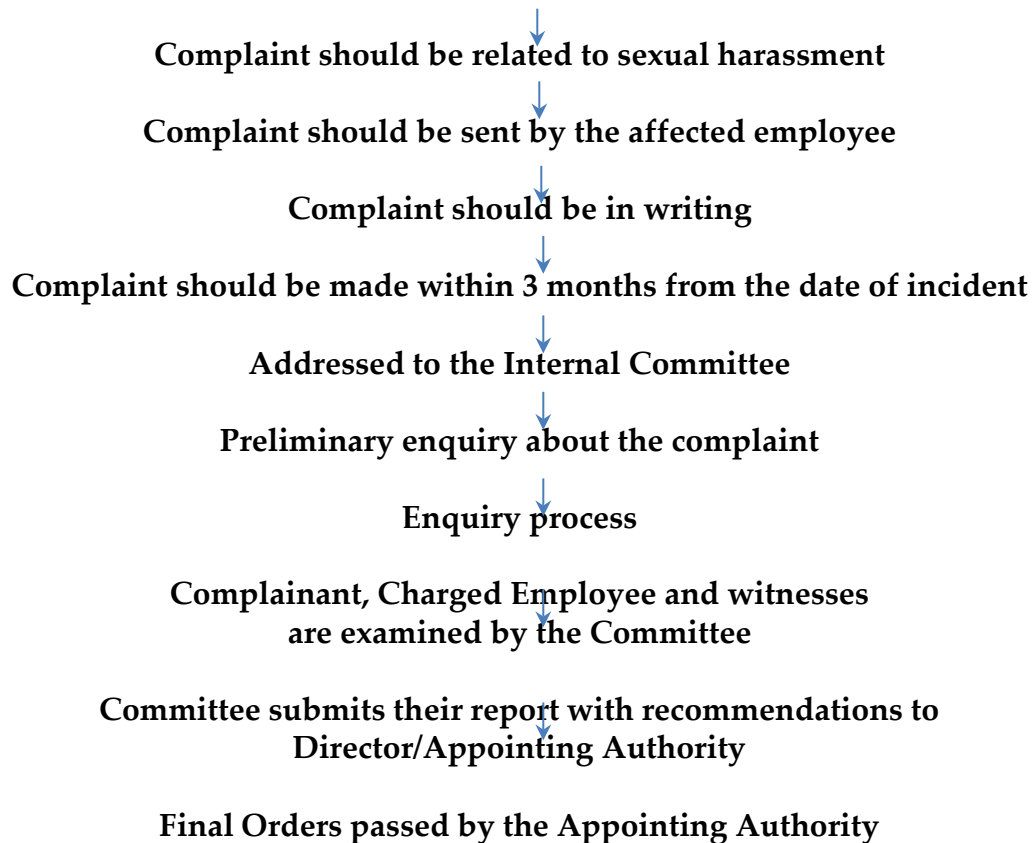 Complaint should be related to sexual harassment
Complaint should be sent by the affected employee
Complaint should be in writing
Complaint should be made within 3 months from the date of incident
Addressed to the Internal Committee
Preliminary enquiry about the complaint
Enquiry process
Complainant, Charged Employee and witnesses
are examined by the Committee
Committee submits their report with recommendations to
Director/Appointing Authority
Final Orders passed by the Appointing Authority